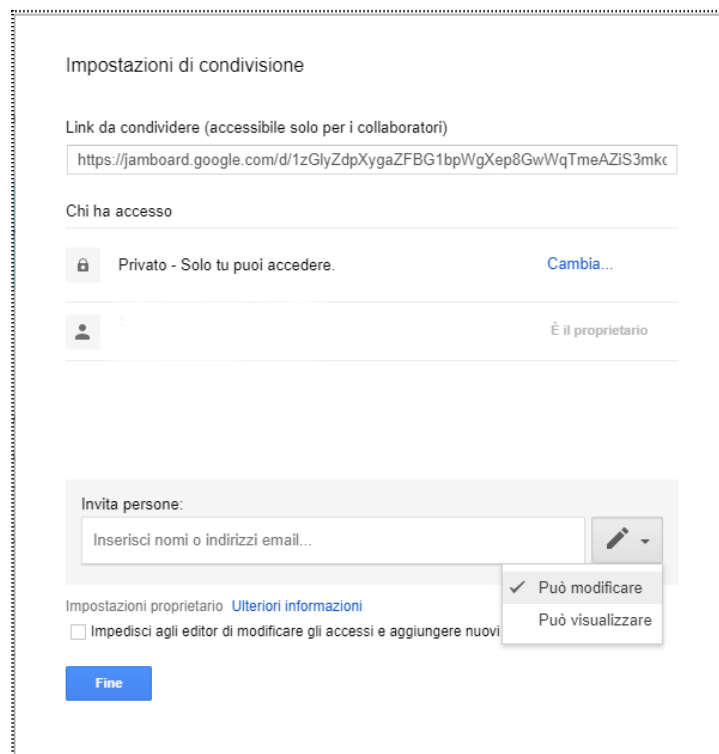 Impostazioni di condivisione
Link da condividere (accessibile solo per i collaboratori)
https://jamboard.google.com/d/1zGlyZdpXygaZFBG1bpWgXep8GwWqTmeAZiS3mkc
Chi ha accesso
Privato - Solo tu puoi accedere. Cambia...
È il proprietario
Invita persone:
Inserisci nomi o indirizzi email...
Può modificare
Impostazioni proprietario Ulteriori informazioni
Può visualizzare
Impedisci agli editor di modificare gli accessi e aggiungere nuovi
Fine